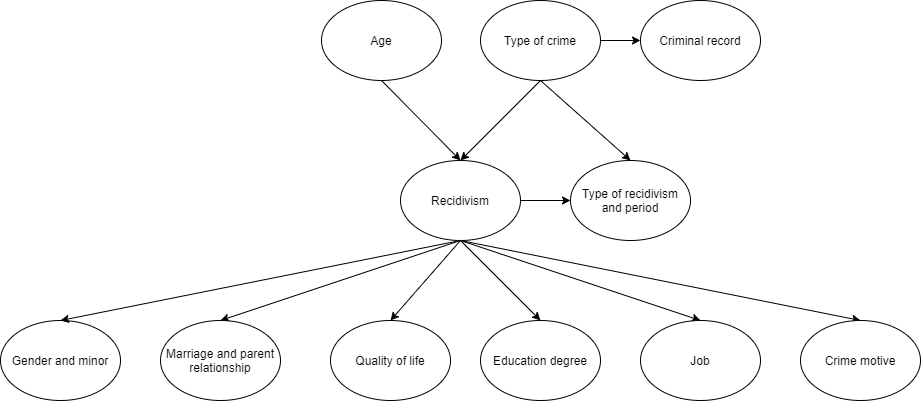 Age
Type of crime
Criminal record
Recidivism
Type of recidivism
and period
Gender and minor
Marriage and parent
relationship
Quality of life
Education degree
Job
Crime motive